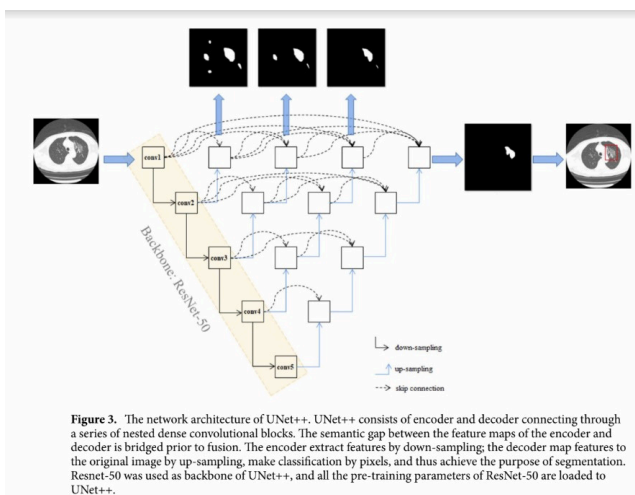 conv1
conv2
conv3
conv4
conv5
Backbone: ResNet-50
down-sampling
up-sampling
skip connection
Figure 3. The network architecture of UNet++. UNet++ consists of encoder and decoder connecting through
a series of nested dense convolutional blocks. The semantic gap between the feature maps of the encoder and
decoder is bridged prior to fusion. The encoder extract features by down-sampling; the decoder map features to
the original image by up-sampling, make classification by pixels, and thus achieve the purpose of segmentation.
Resnet-50 was used as backbone of UNet++, and all the pre-training parameters of ResNet-50 are loaded to
UNet++.